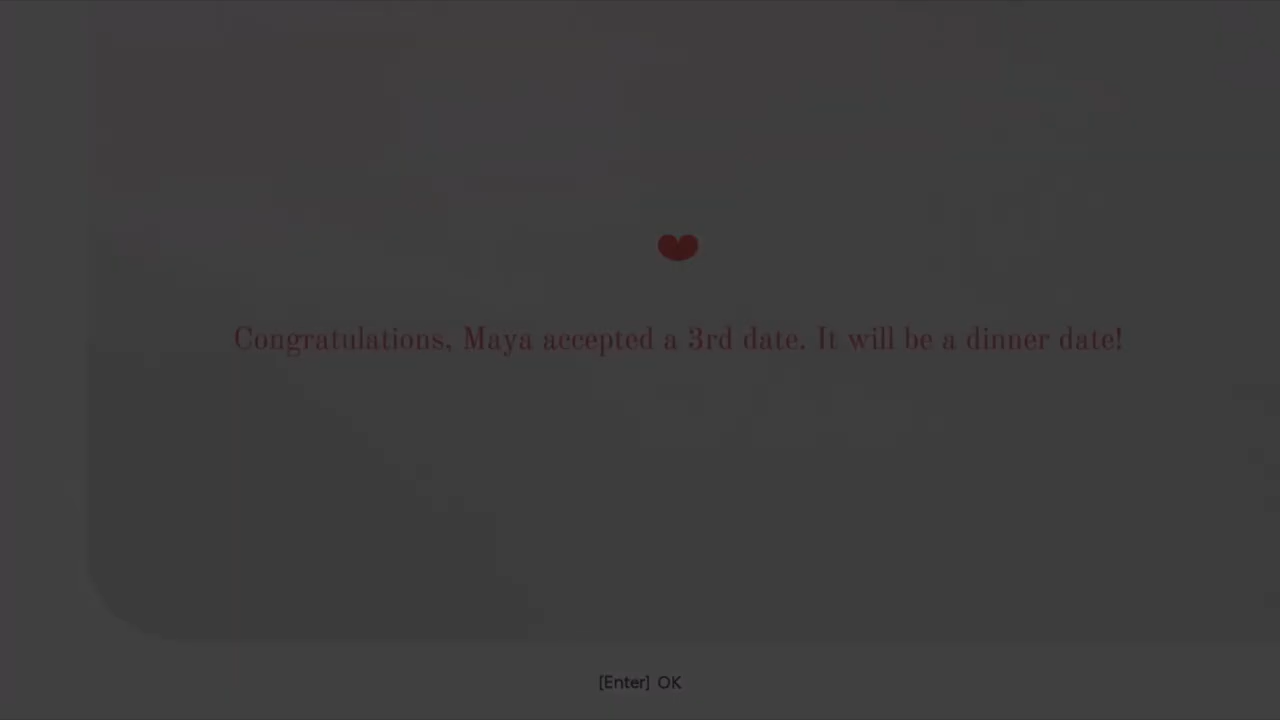 Congratulations, Maya accepted a 3rd date. It will be a dinner date!
[Enter] OK